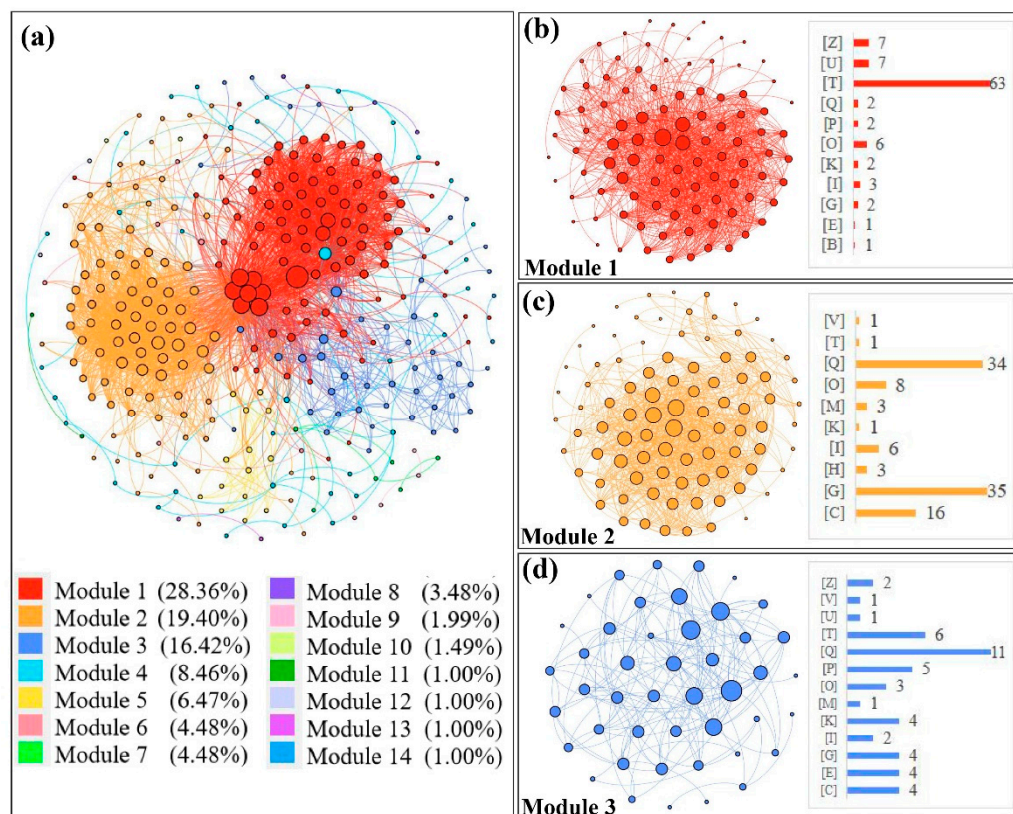 (a)
Module 1 (28.36%)
Module 2 (19.40%)
Module 3 (16.42%)
Module 4 (8.46%)
Module 5 (6.47%)
Module 6 (4.48%)
Module 7 (4.48%)
Module 8 (3.48%)
Module 9 (1.99%)
Module 10 (1.49%)
Module 11 (1.00%)
Module 12 (1.00%)
Module 13 (1.00%)
Module 14 (1.00%)
(b)
Module 1
[Z] 7
[U] 7
[T] 63
[Q] 2
[P] 2
[O] 6
[K] 2
[I] 3
[G] 2
[E] 1
[B] 1
(c)
Module 2
[V] 1
[T] 1
[Q] 34
[O] 8
[M] 3
[K] 1
[I] 6
[H] 3
[G] 35
[C] 16
(d)
Module 3
[Z] 2
[V] 1
[U] 1
[T] 6
[Q] 11
[P] 5
[O] 3
[M] 1
[K] 4
[I] 2
[G] 4
[E] 4
[C] 4